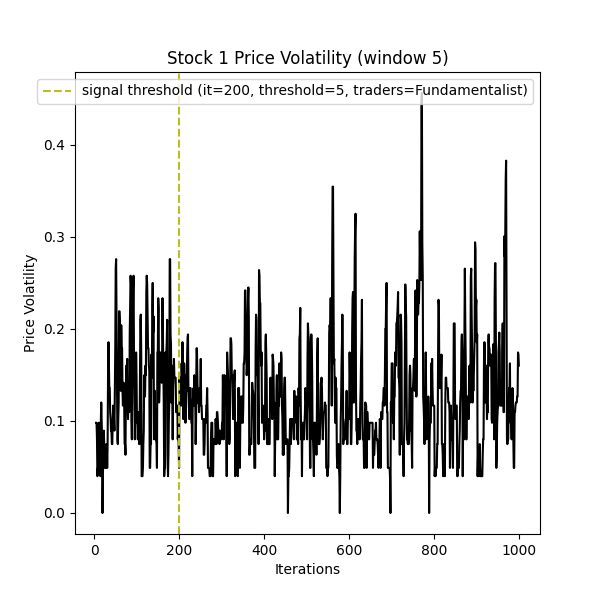 Stock 1 Price Volatility (window 5)
signal threshold (it=200, threshold=5, traders=Fundamentalist)
0.4
0.3
0.2
0.1
0.0
Price Volatility
0 200 400 600 800 1000
Iterations